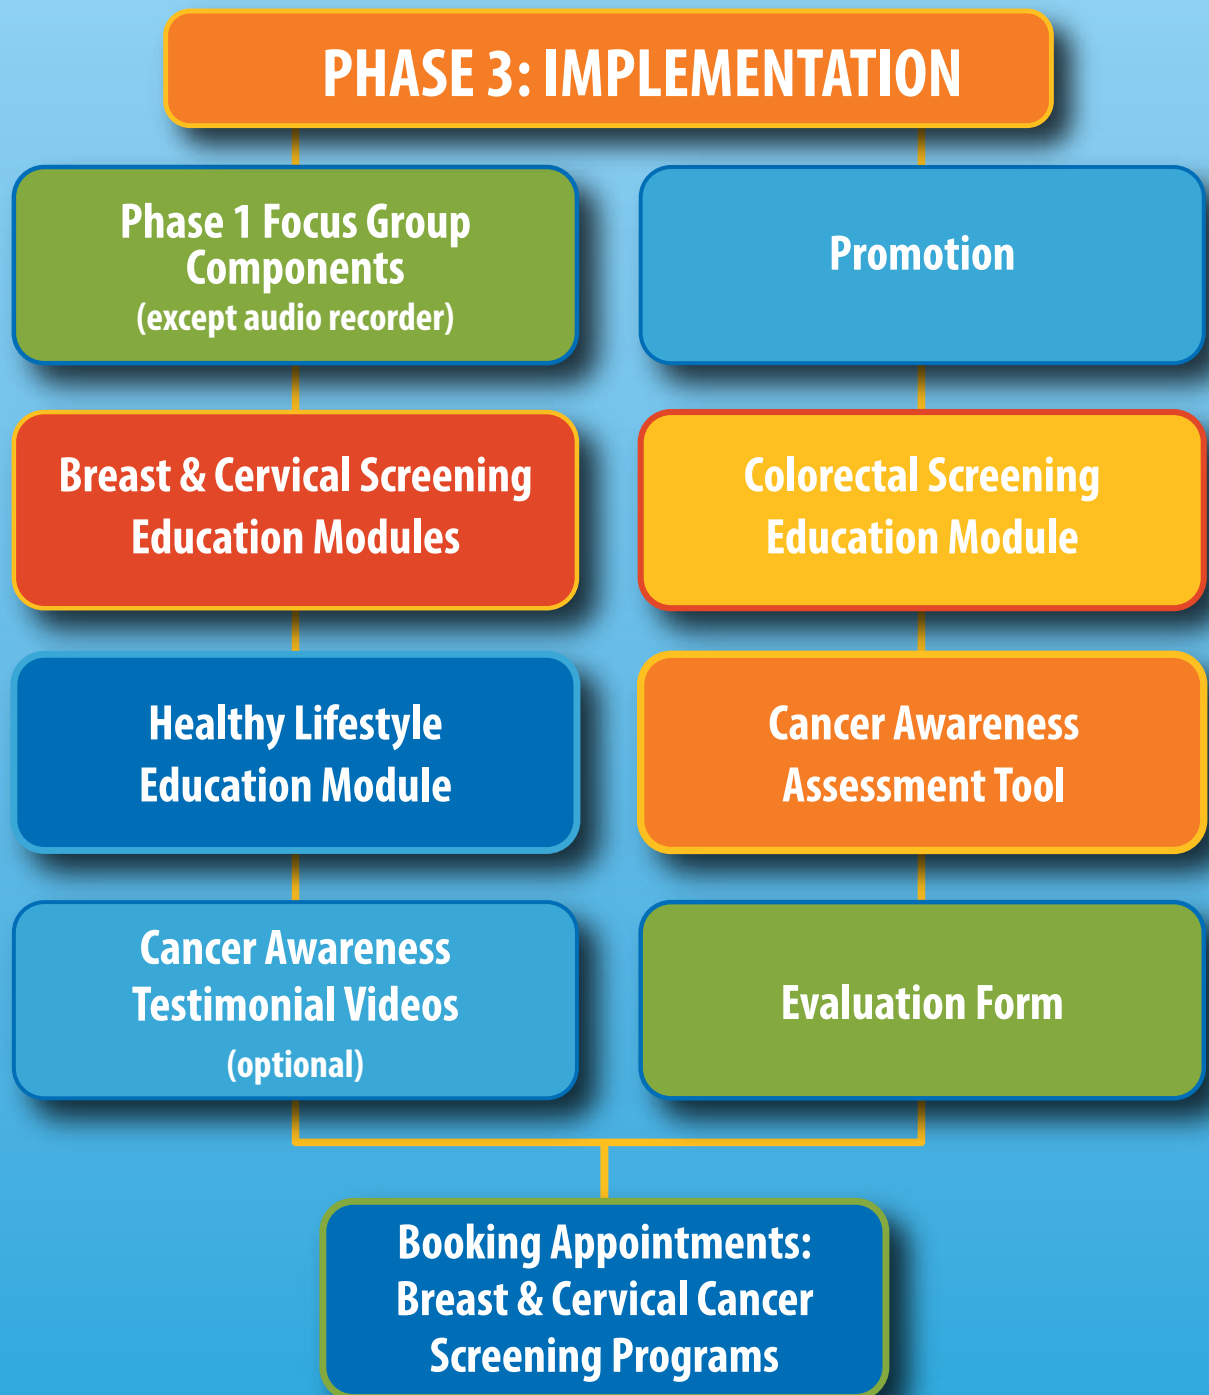 PHASE 3: IMPLEMENTATION
Phase 1 Focus Group
Components
(except audio recorder)
Promotion
Breast & Cervical Screening
Education Modules
Colorectal Screening
Education Module
Healthy Lifestyle
Education Module
Cancer Awareness
Assessment Tool
Cancer Awareness
Testimonial Videos
(optional)
Evaluation Form
Booking Appointments:
Breast & Cervical Cancer
Screening Programs